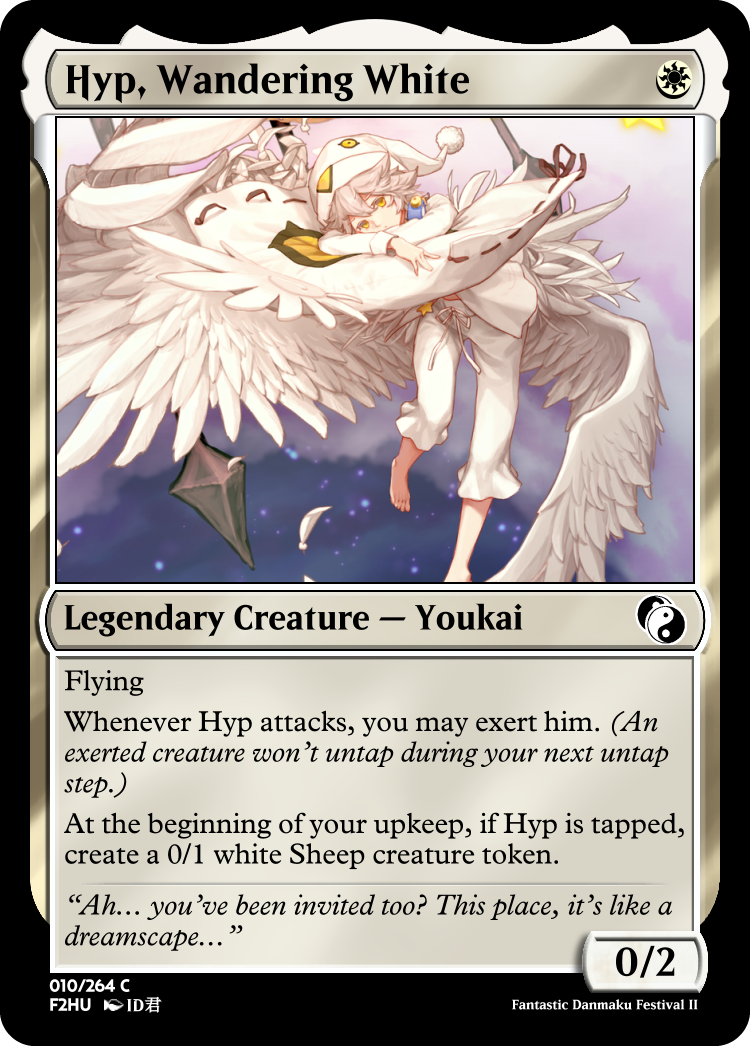 Hyp, Wandering White
Legendary Creature — Youkai
Flying
Whenever Hyp attacks, you may exert him. (An
exerted creature won't untap during your next untap
step.)
At the beginning of your upkeep, if Hyp is tapped,
create a 0/1 white Sheep creature token.
“Ah… you've been invited too? This place, it's like a
dreamscape…”
0/2
010/264 C
F2HU ID君
Fantastic Danmaku Festival II